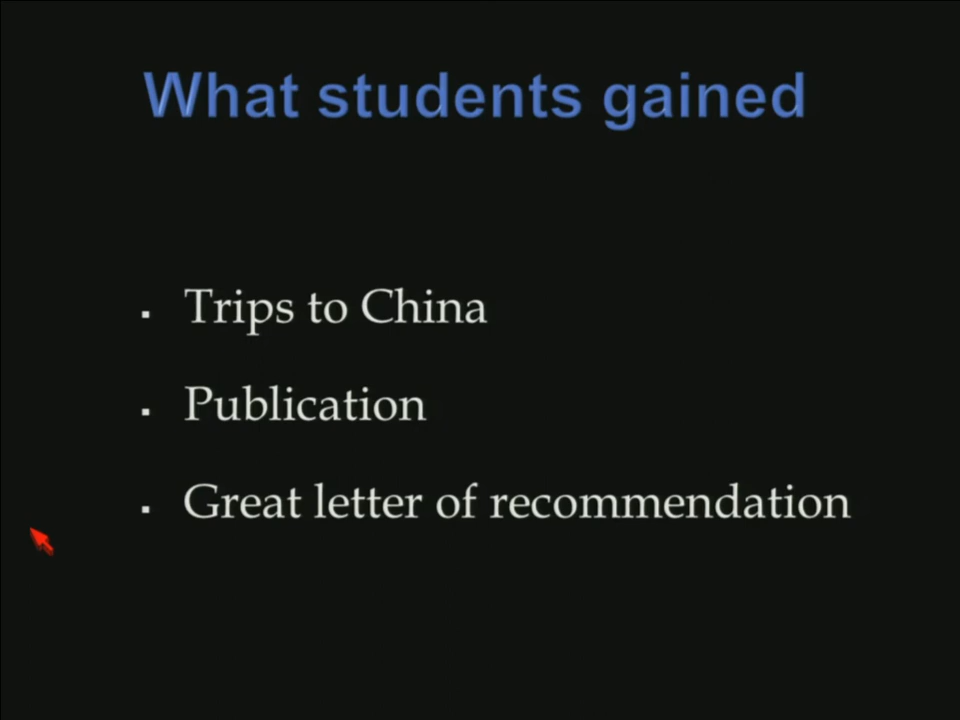 What students gained
▪ Trips to China
▪ Publication
▪ Great letter of recommendation